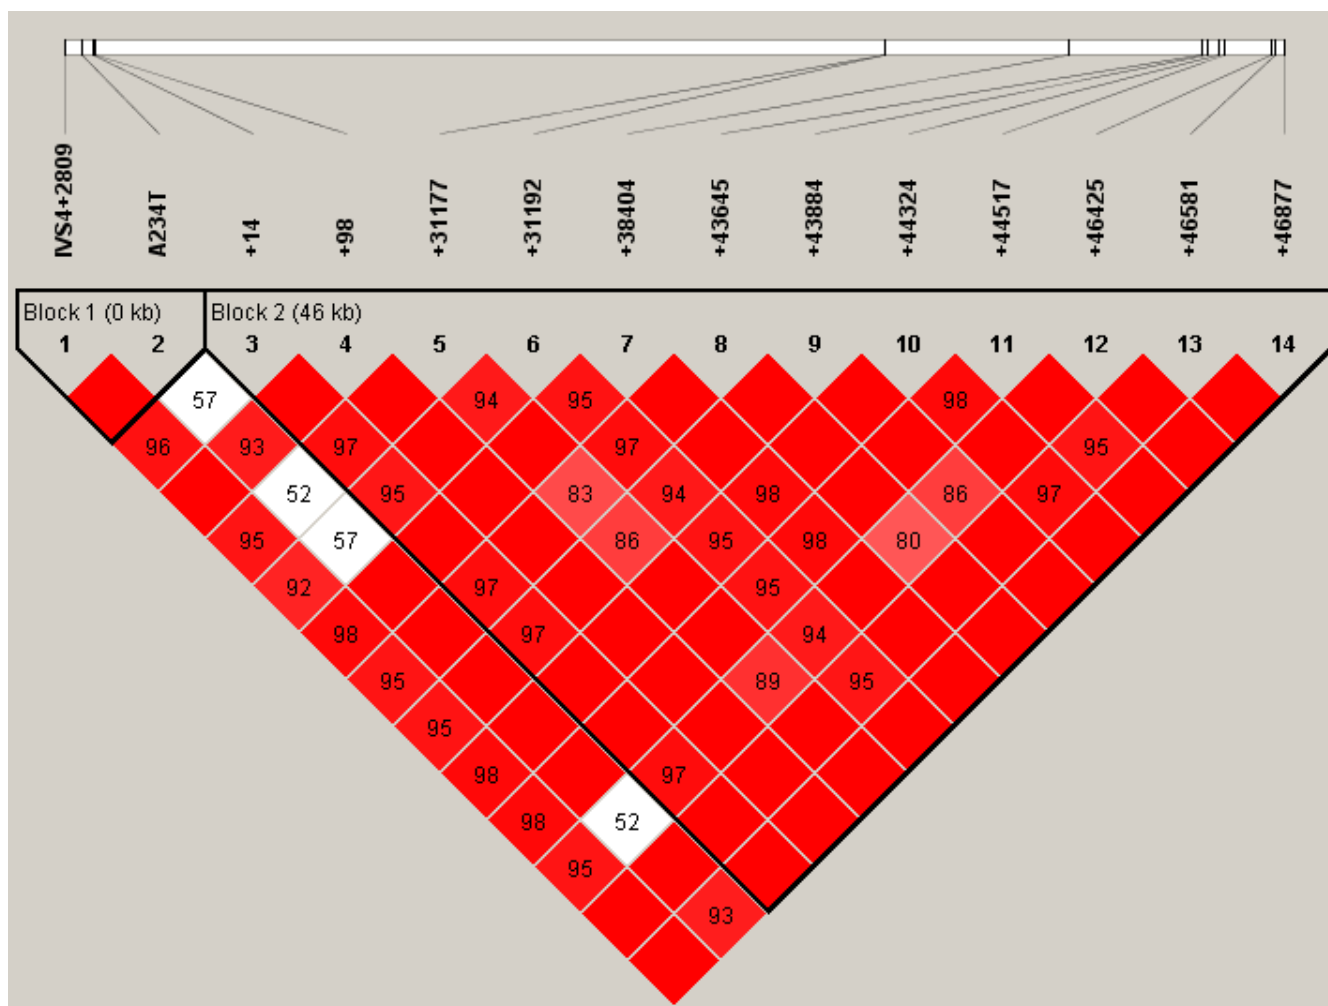 IVS4+2809
A234T
+14
+98
+31177
+31192
+38404
+43645
+43884
+44324
+44517
+46425
+46581
+46877
Block 1 (0 kb) Block 2 (46 kb)
1 2 3 4 5 6 7 8 9 10 11 12 13 14
57 94 95 98
96 93 97 97 95
52 95 83 94 98 86 97
95 57 86 95 98 80
92 97 95
98 97 94
95 89 95
95
98 97
98 52
95
93